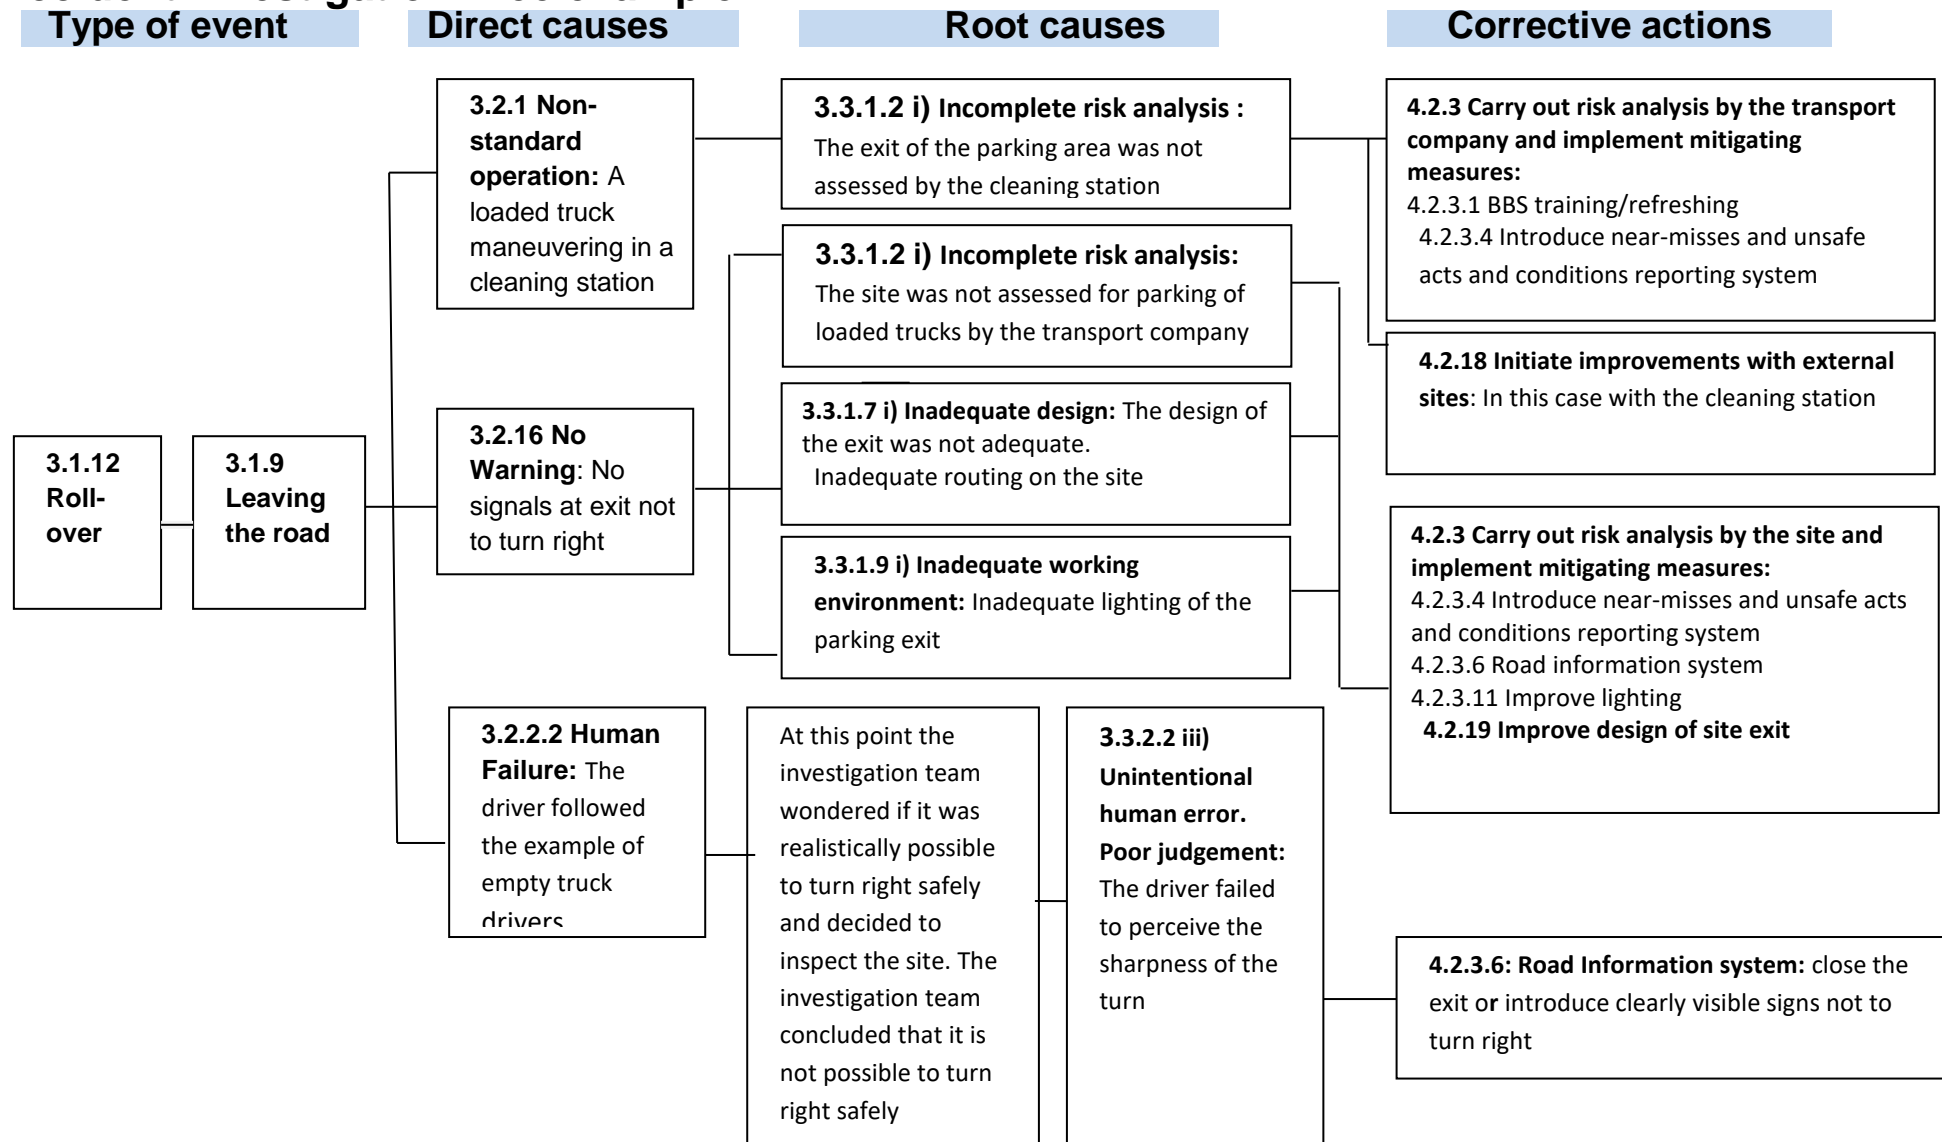 Type of event
Direct causes
Root causes
Corrective actions
3.1.12
Roll-
over
3.1.9
Leaving
the road
3.2.1 Non-
standard
operation: A
loaded truck
maneuvering in a
cleaning station
3.2.16 No
Warning: No
signals at exit not
to turn right
3.2.2.2 Human
Failure: The
driver followed
the example of
empty truck
drivers
3.3.1.2 i) Incomplete risk analysis :
The exit of the parking area was not
assessed by the cleaning station
3.3.1.2 i) Incomplete risk analysis:
The site was not assessed for parking of
loaded trucks by the transport company
3.3.1.7 i) Inadequate design: The design of
the exit was not adequate.
Inadequate routing on the site
3.3.1.9 i) Inadequate working
environment: Inadequate lighting of the
parking exit
At this point the
investigation team
wondered if it was
realistically possible
to turn right safely
and decided to
inspect the site. The
investigation team
concluded that it is
not possible to turn
right safely
3.3.2.2 iii)
Unintentional
human error.
Poor judgement:
The driver failed
to perceive the
sharpness of the
turn
4.2.3 Carry out risk analysis by the transport
company and implement mitigating
measures:
4.2.3.1 BBS training/refreshing
4.2.3.4 Introduce near-misses and unsafe
acts and conditions reporting system
4.2.18 Initiate improvements with external
sites: In this case with the cleaning station
4.2.3 Carry out risk analysis by the site and
implement mitigating measures:
4.2.3.4 Introduce near-misses and unsafe acts
and conditions reporting system
4.2.3.6 Road information system
4.2.3.11 Improve lighting
4.2.19 Improve design of site exit
4.2.3.6: Road Information system: close the
exit or introduce clearly visible signs not to
turn right